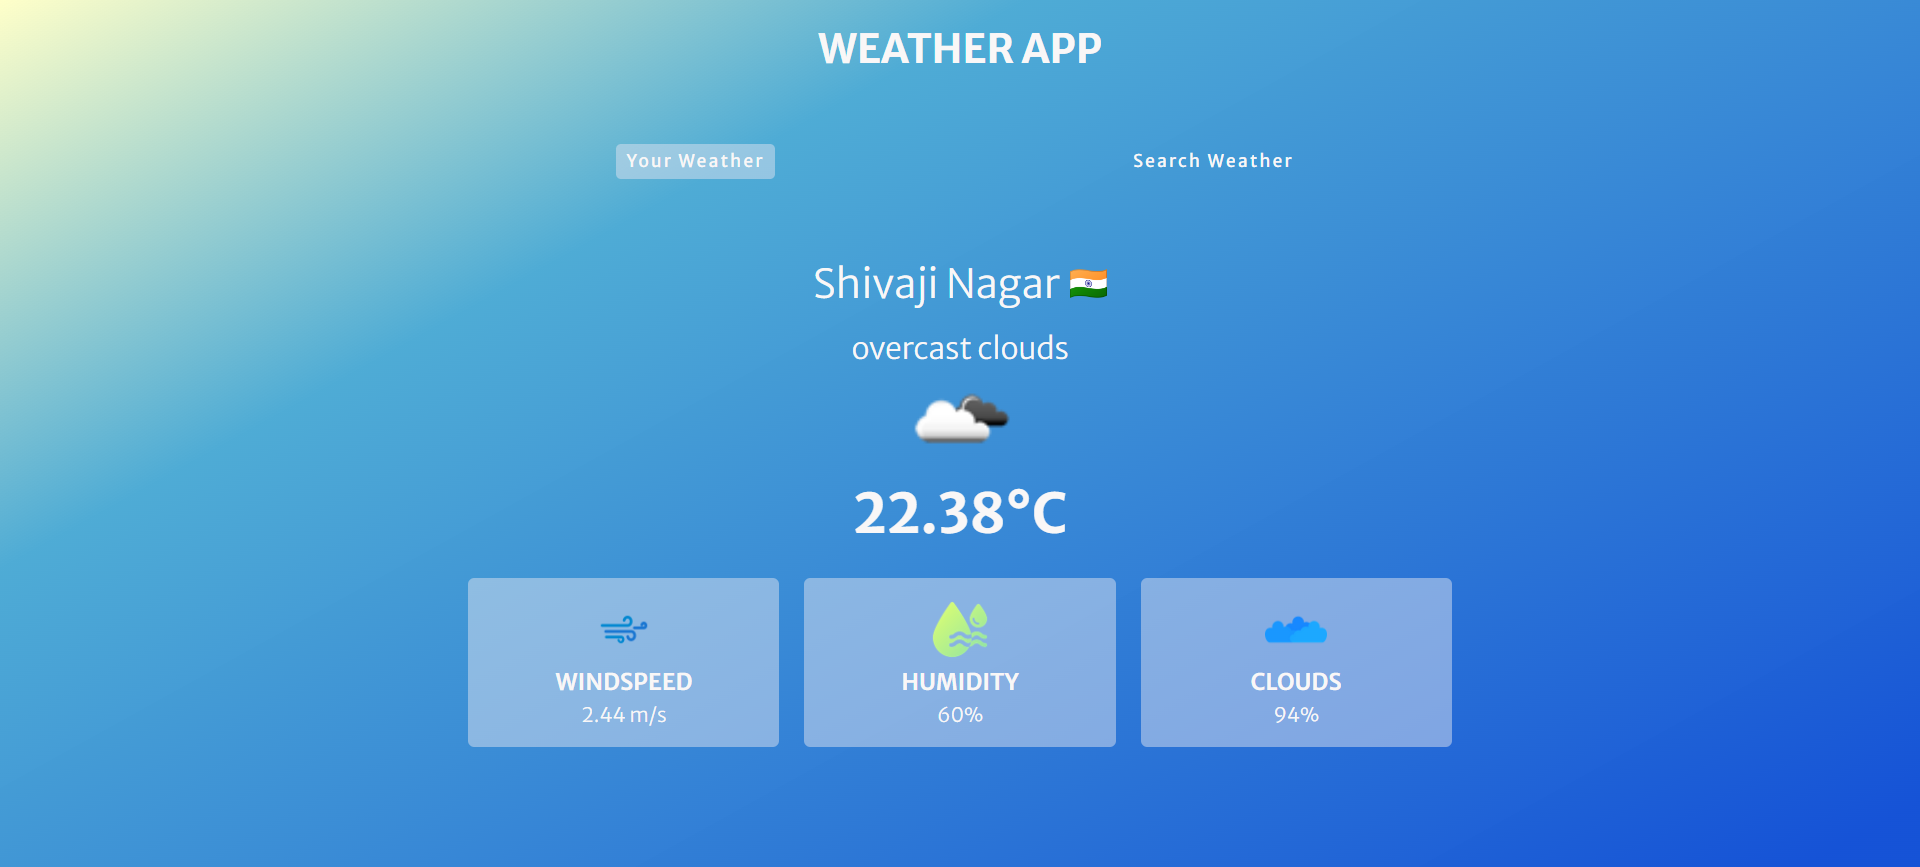 WEATHER APP
Your Weather
Search Weather
Shivaji Nagar
overcast clouds
22.38°C
WINDSPEED
2.44 m/s
HUMIDITY
60%
CLOUDS
94%